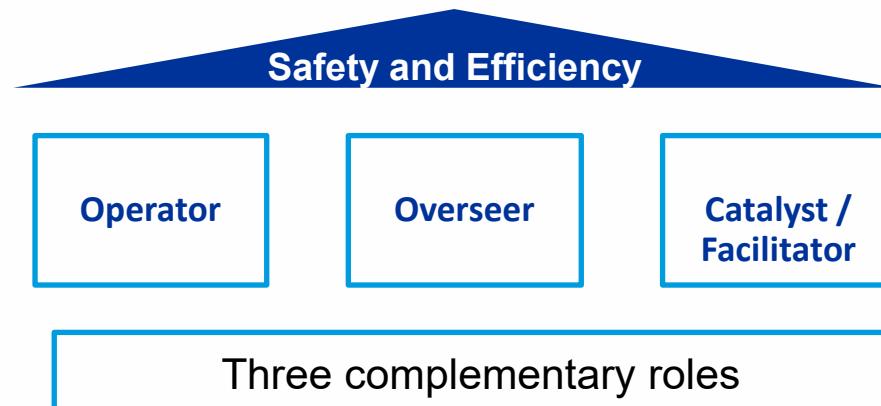 Safety and Efficiency
Operator
Overseer
Catalyst /
Facilitator
Three complementary roles